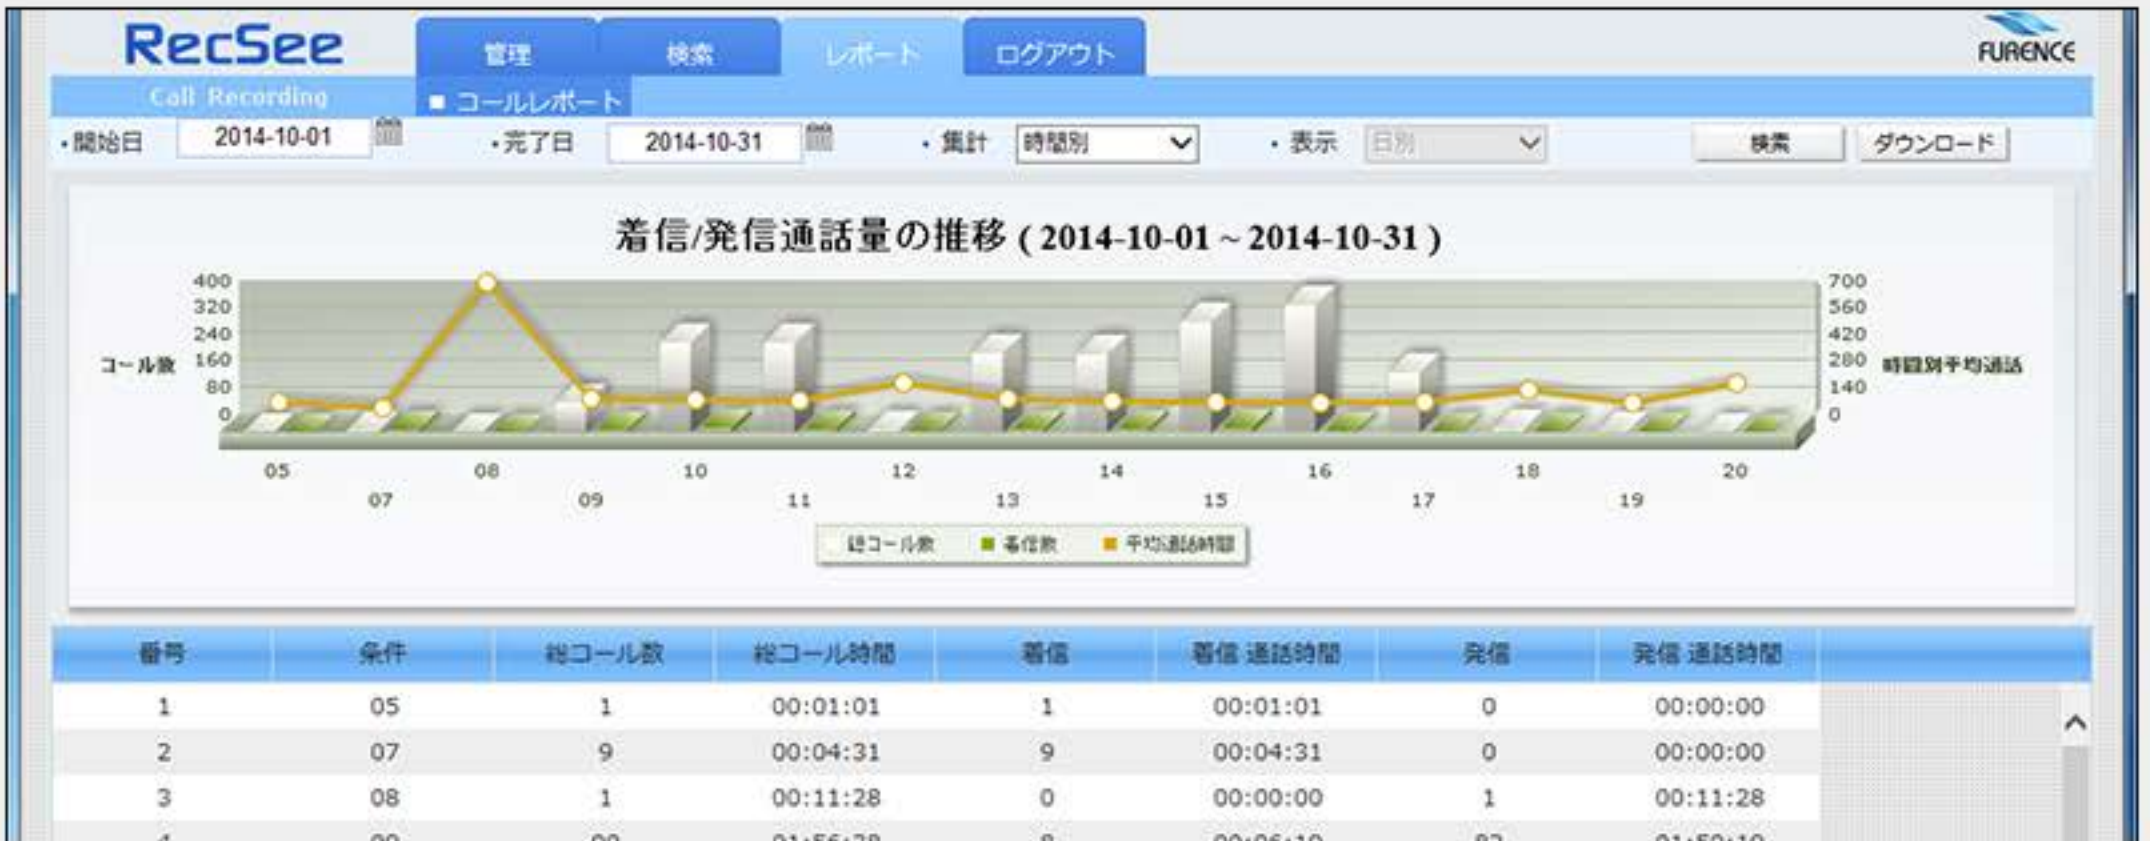 RecSee 管理 検索 レポート ログアウト FURENCE
Call Recording ■ コールレポート
・開始日 2014-10-01 ・完了日 2014-10-31 ・集計 時間別 ・表示 日別 検索 ダウンロード
着信/発信通話量の推移 ( 2014-10-01 ~ 2014-10-31 )
400 700
320 560
240 420
コール数 160 280 時間別平均通話
80 140
0 0
05 08 10 12 14 16 18 20
07 09 11 13 15 17 19
総コール数 着信数 平均通話時間
番号 条件 総コール数 総コール時間 着信 着信 通話時間 発信 発信 通話時間
1 05 1 00:01:01 1 00:01:01 0 00:00:00
2 07 9 00:04:31 9 00:04:31 0 00:00:00
3 08 1 00:11:28 0 00:00:00 1 00:11:28